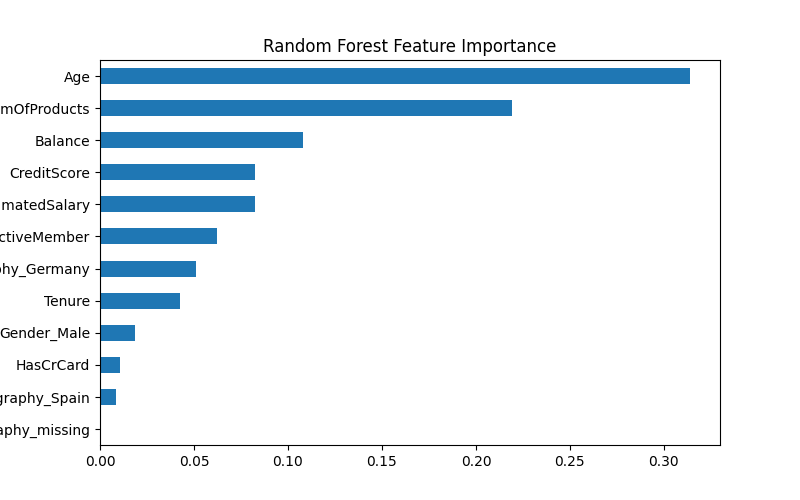 Random Forest Feature Importance
Age
mOfProducts
Balance
CreditScore
matedSalary
ctiveMember
phy_Germany
Tenure
Gender_Male
HasCrCard
graphy_Spain
aphy_missing
0.00 0.05 0.10 0.15 0.20 0.25 0.30